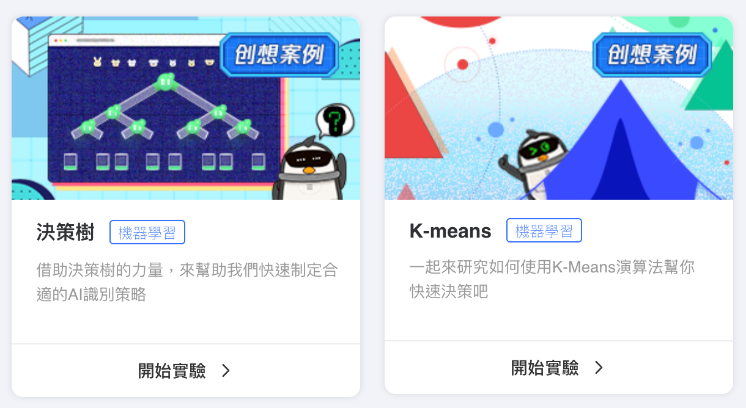 创想案例
决策樹 機器學習
借助決策樹的力量，來幫助我們快速制定合
適的AI識別策略
開始實驗
创想案例
K-means 機器學習
一起來研究如何使用K-Means演算法幫你
快速決策吧
開始實驗